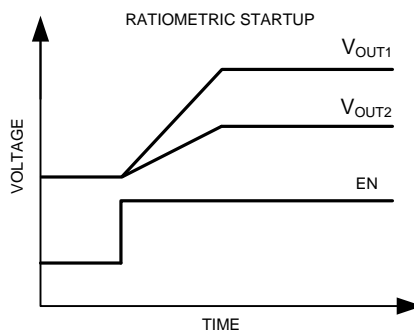 RATIOMETRIC STARTUP
VOUT1
VOUT2
EN
VOLTAGE
TIME